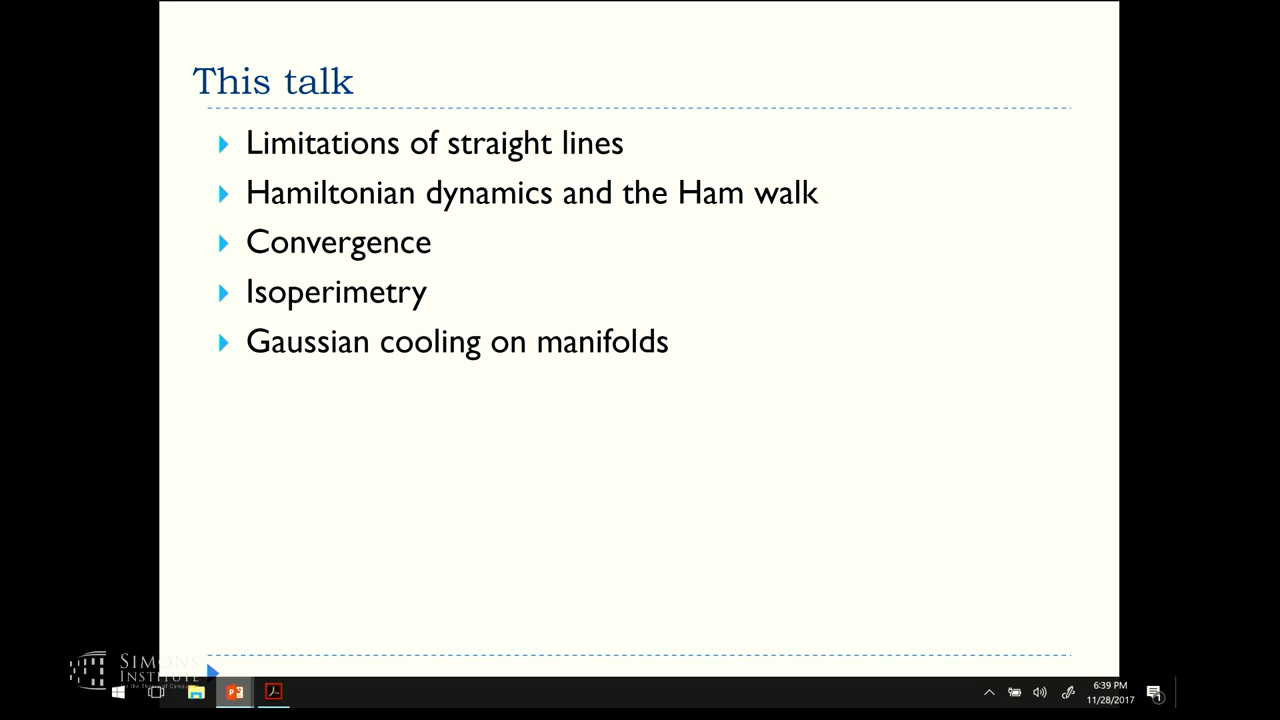 This talk
Limitations of straight lines
Hamiltonian dynamics and the Ham walk
Convergence
Isoperimetry
Gaussian cooling on manifolds
SIMONS
INSTITUTE
6:39 PM
11/28/2017